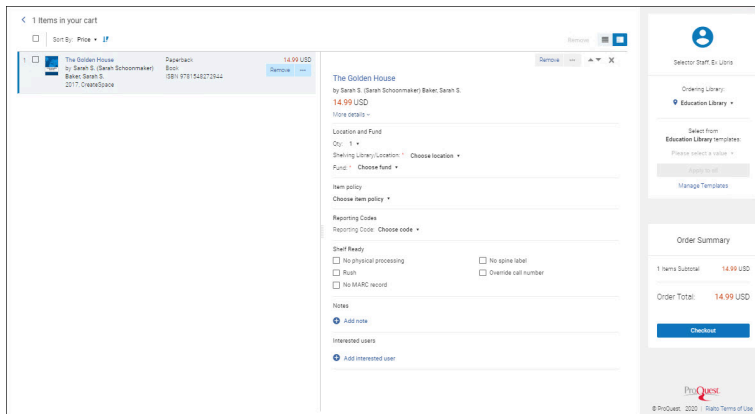 1 Items in your cart
Sort By: Price
Remove
1
The Golden House
by Sarah S. (Sarah Schoonmaker)
Baker, Sarah S.
2017, CreateSpace
Paperback
Book
ISBN 9781548272944
14.99 USD
Remove ...
Remove ...
The Golden House
by Sarah S. (Sarah Schoonmaker) Baker, Sarah S.
14.99 USD
More details
Location and Fund
Qty: 1
Shelving Library/Location: * Choose location
Fund: * Choose fund
Item policy
Choose item policy
Reporting Codes
Reporting Code: Choose code
Shelf Ready
No physical processing
No spine label
Rush
Override call number
No MARC record
Notes
Add note
Interested users
Add interested user
Selector Staff, Ex Libris
Ordering Library:
Education Library
Select from
Education Library templates:
Please select a value
Apply to all
Manage Templates
Order Summary
1 Items Subtotal 14.99 USD
Order Total: 14.99 USD
Checkout
ProQuest
© ProQuest, 2020 | Rialto Terms of Use